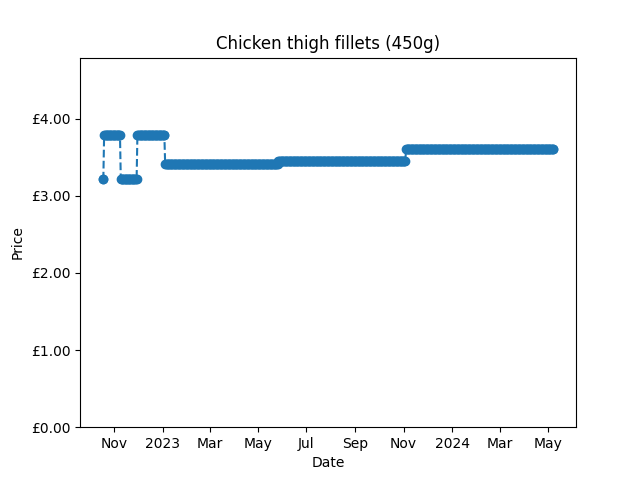 Chicken thigh fillets (450g)
£4.00
£3.00
£2.00
£1.00
£0.00
Price
Nov 2023 Mar May Jul Sep Nov 2024 Mar May
Date